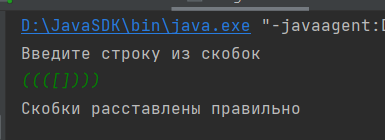 D:\JavaSDK\bin\java.exe "-javaagent:
Введите строку из скобок
((([])))
Скобки расставлены правильно